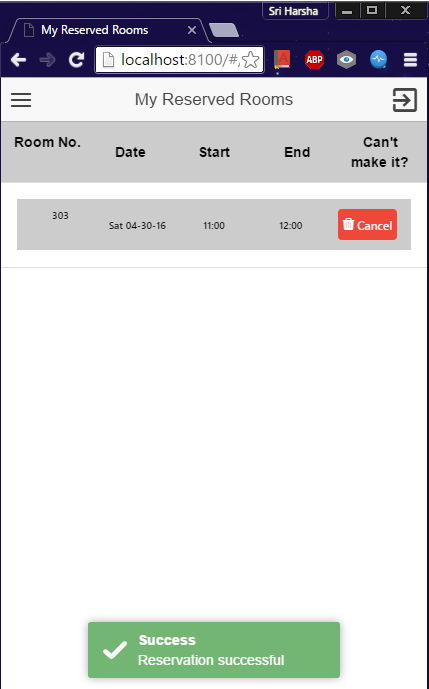 Sri Harsha
My Reserved Rooms
localhost:8100/#/
ABP
My Reserved Rooms
Room No. Date Start End Can't
make it?
303 Sat 04-30-16 11:00 12:00 Cancel
Success
Reservation successful